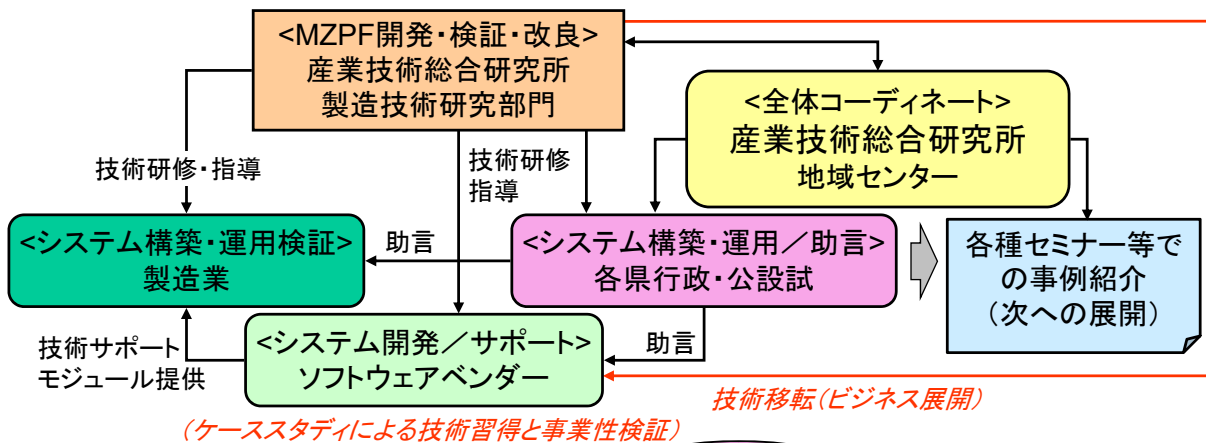 <MZPF開発・検証・改良>
産業技術総合研究所
製造技術研究部門
<全体コーディネート>
産業技術総合研究所
地域センター
技術研修・指導
技術研修
指導
<システム構築・運用検証>
製造業
助言
<システム構築・運用／助言>
各県行政・公設試
各種セミナー等で
の事例紹介
（次への展開）
技術サポート
モジュール提供
<システム開発／サポート>
ソフトウェアベンダー
助言
技術移転（ビジネス展開）
（ケーススタディによる技術習得と事業性検証）